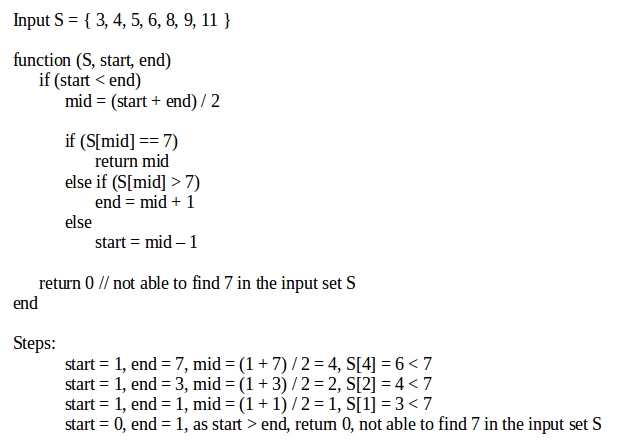 Input S = { 3, 4, 5, 6, 8, 9, 11 }
function (S, start, end)
if (start < end)
mid = (start + end) / 2
if (S[mid] == 7)
return mid
else if (S[mid] > 7)
end = mid + 1
else
start = mid – 1
return 0 // not able to find 7 in the input set S
end
Steps:
start = 1, end = 7, mid = (1 + 7) / 2 = 4, S[4] = 6 < 7
start = 1, end = 3, mid = (1 + 3) / 2 = 2, S[2] = 4 < 7
start = 1, end = 1, mid = (1 + 1) / 2 = 1, S[1] = 3 < 7
start = 0, end = 1, as start > end, return 0, not able to find 7 in the input set S